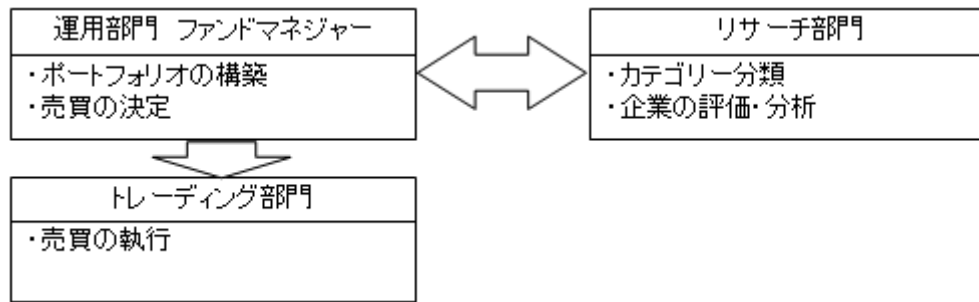 運用部門 ファンドマネジャー
・ポートフォリオの構築
・売買の決定
リサーチ部門
・カテゴリー分類
・企業の評価・分析
トレーディング部門
・売買の執行